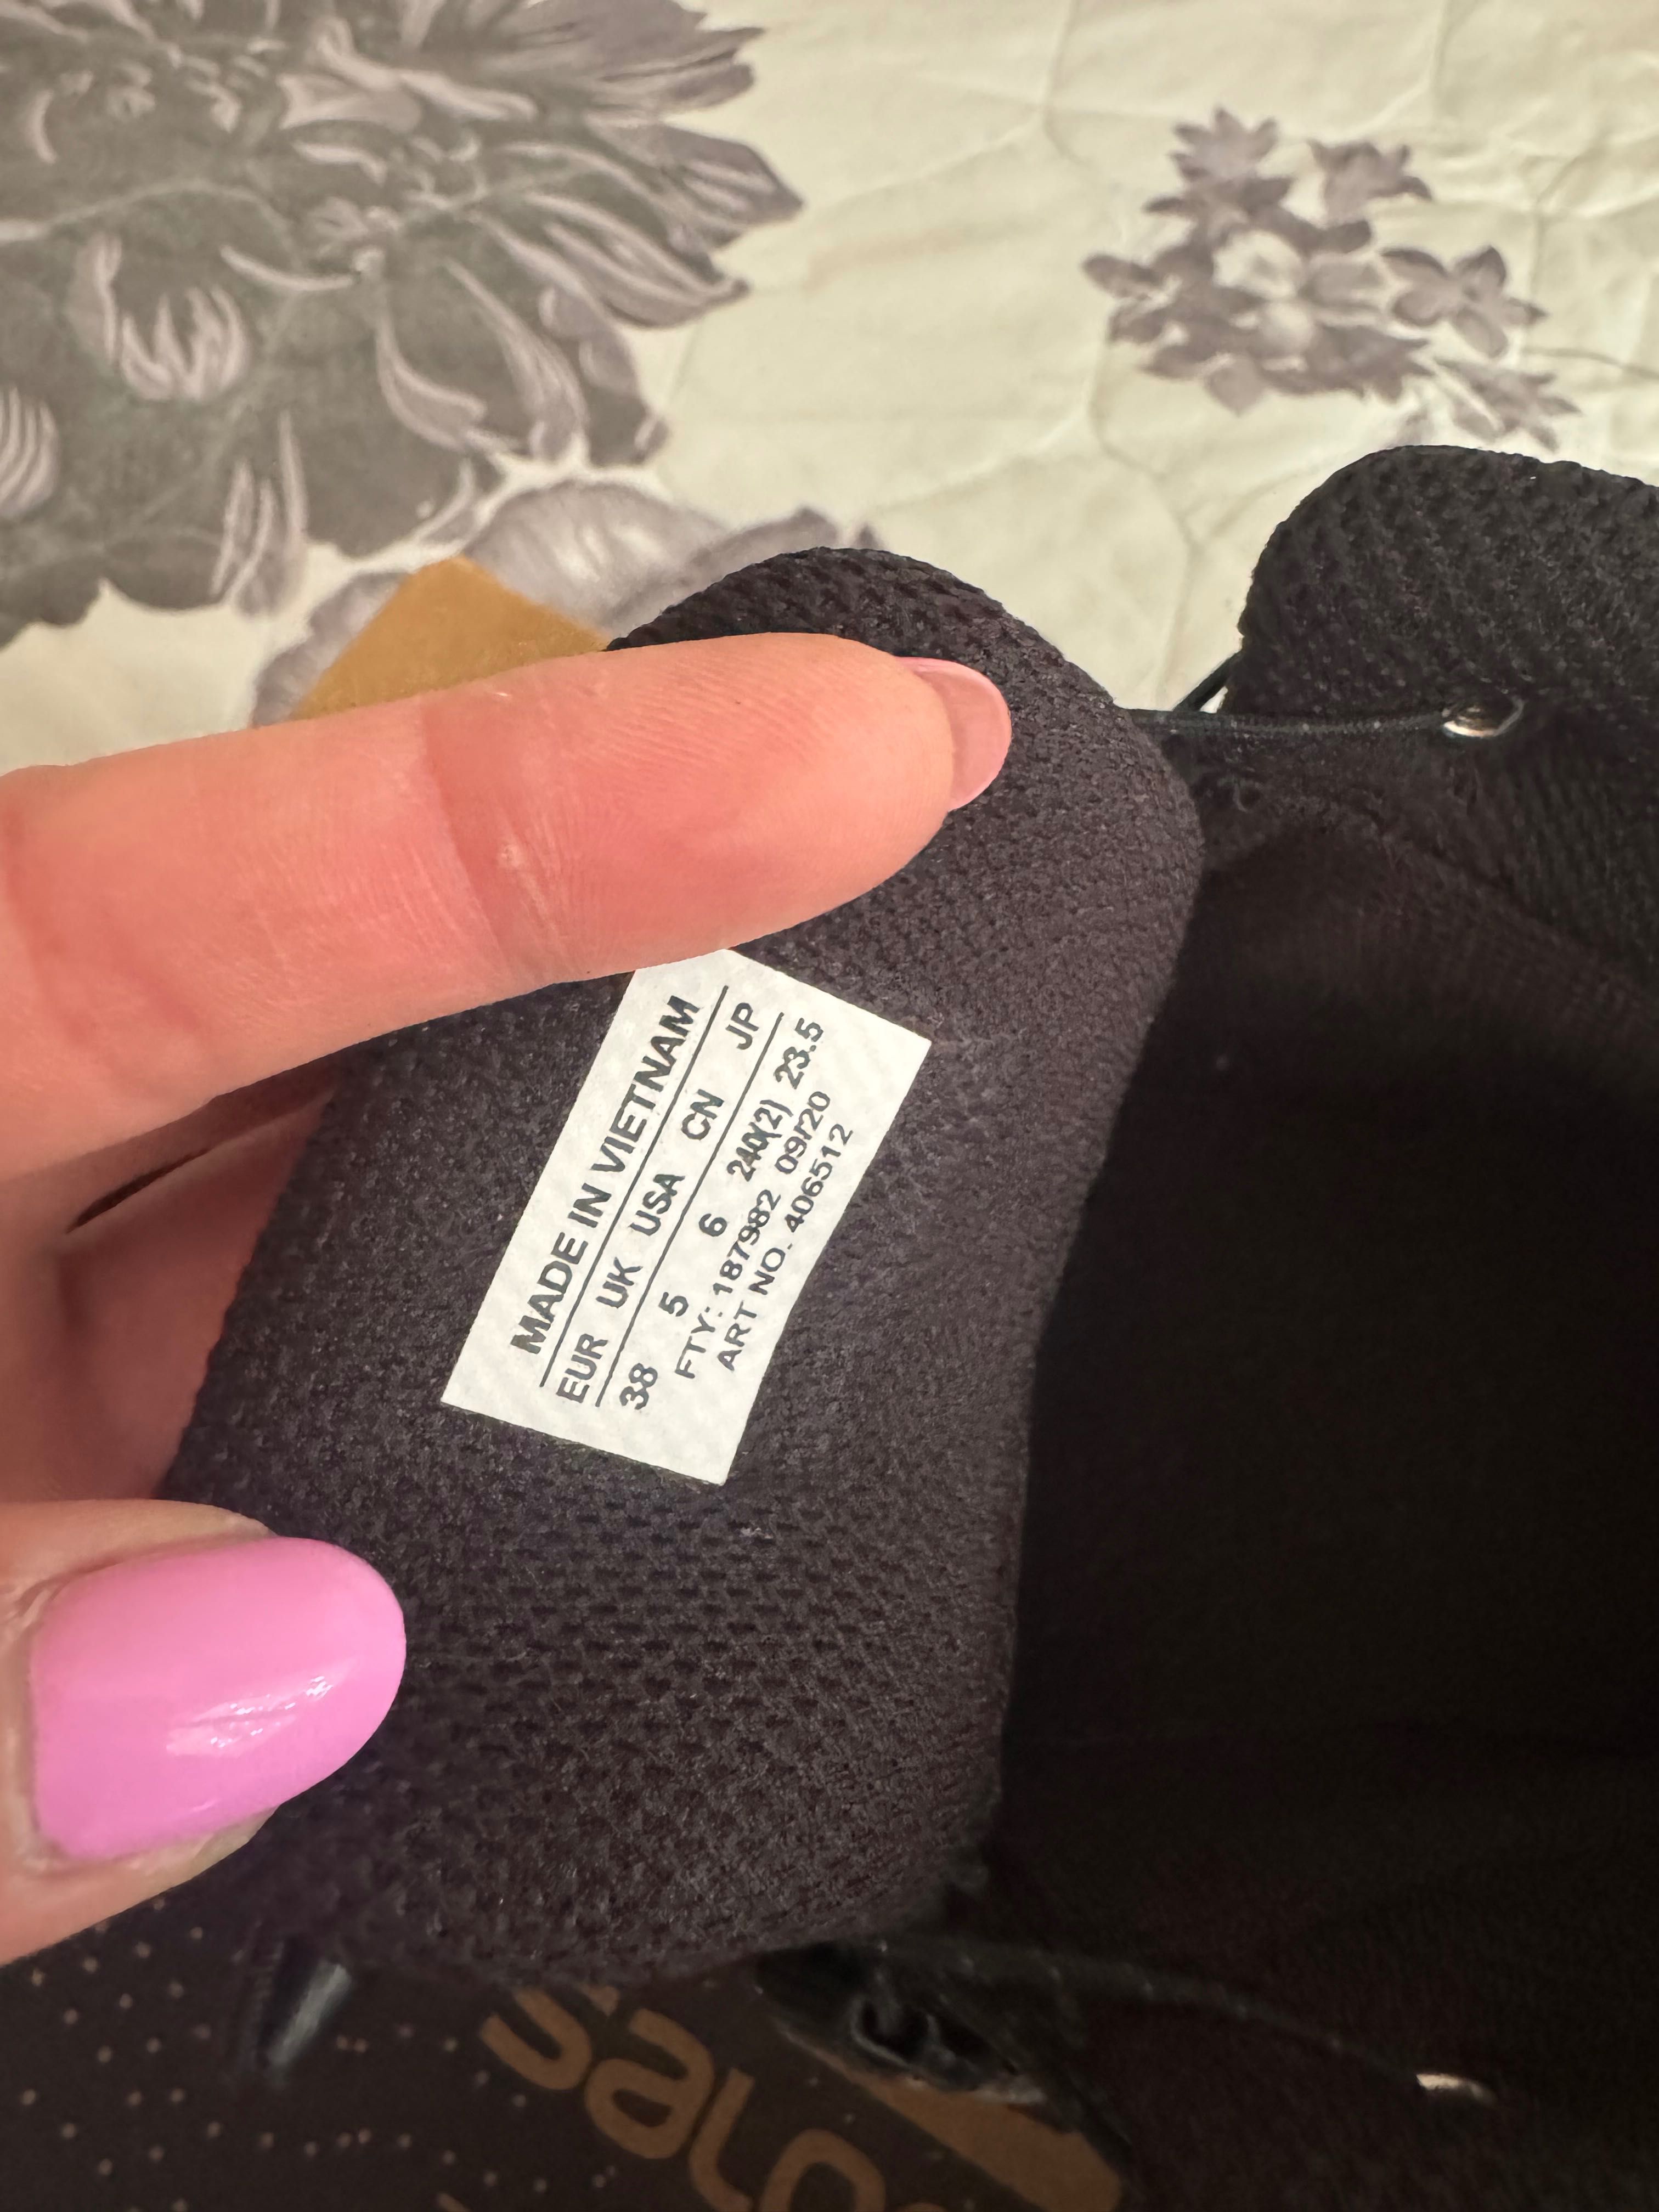 MADE IN VIETNAM
EUR UK USA CN JP
38 5 6 240(2) 23.5
FTY: 187982 09/20
ART NO. 406512
salo